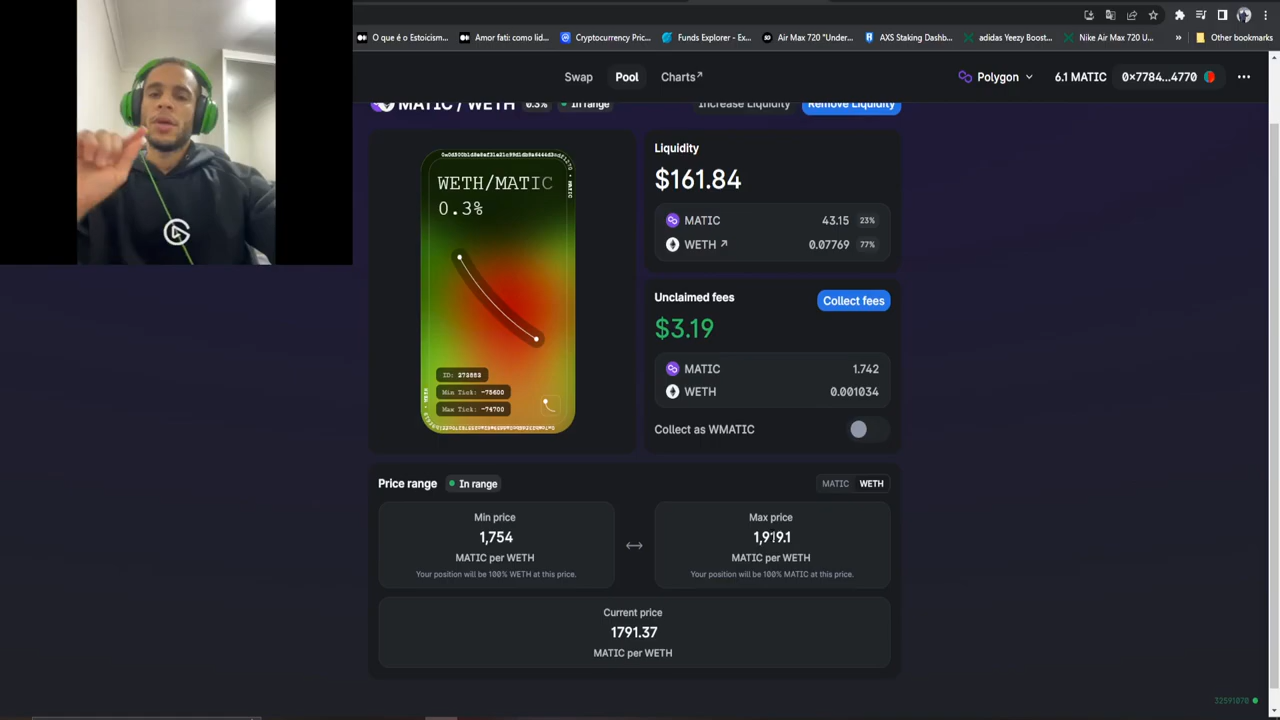 O que é o Estoicism... Amor fati: como lid... Cryptocurrency Pric... Funds Explorer - Ex... Air Max 720 "Under... AXS Staking Dashb... adidas Yeezy Boost... Nike Air Max 720 U... » Other bookmarks
Swap Pool Charts↗ Polygon 6.1 MATIC 0×7784...4770
MATIC / WETH 0.3% In range Increase Liquidity Remove Liquidity
WETH/MATIC
0.3%
ID: 273882
Min Tick: -75600
Max Tick: -74700
Liquidity
$161.84
MATIC 43.15 23%
WETH ↗ 0.07769 77%
Unclaimed fees Collect fees
$3.19
MATIC 1.742
WETH 0.001034
Collect as WMATIC
Price range In range MATIC WETH
Min price
1,754
MATIC per WETH
Your position will be 100% WETH at this price.
Max price
1,919.1
MATIC per WETH
Your position will be 100% MATIC at this price.
Current price
1791.37
MATIC per WETH
32591070